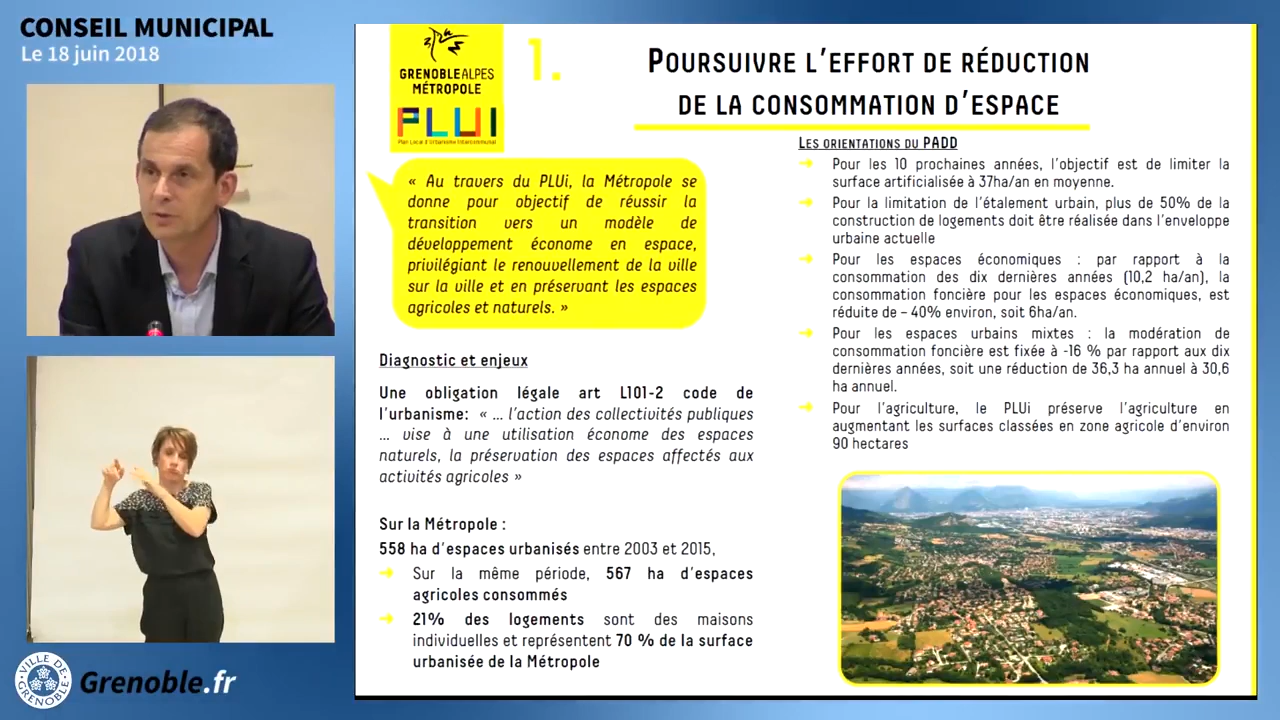 CONSEIL MUNICIPAL
Le 18 juin 2018
GRENOBLEALPES
MÉTROPOLE
PLUI
Plan Local d'Urbanisme Intercommunal
1.
POURSUIVRE L'EFFORT DE RÉDUCTION
DE LA CONSOMMATION D'ESPACE
« Au travers du PLUi, la Métropole se
donne pour objectif de réussir la
transition vers un modèle de
développement économe en espace,
privilégiant le renouvellement de la ville
sur la ville et en préservant les espaces
agricoles et naturels. »
Diagnostic et enjeux
Une obligation légale art L101-2 code de
l'urbanisme: « … l'action des collectivités publiques
… vise à une utilisation économe des espaces
naturels, la préservation des espaces affectés aux
activités agricoles »
Sur la Métropole :
558 ha d'espaces urbanisés entre 2003 et 2015,
Sur la même période, 567 ha d'espaces
agricoles consommés
21% des logements sont des maisons
individuelles et représentent 70 % de la surface
urbanisée de la Métropole
LES ORIENTATIONS DU PADD
Pour les 10 prochaines années, l'objectif est de limiter la
surface artificialisée à 37ha/an en moyenne.
Pour la limitation de l'étalement urbain, plus de 50% de la
construction de logements doit être réalisée dans l'enveloppe
urbaine actuelle
Pour les espaces économiques : par rapport à la
consommation des dix dernières années (10,2 ha/an), la
consommation foncière pour les espaces économiques, est
réduite de – 40% environ, soit 6ha/an.
Pour les espaces urbains mixtes : la modération de
consommation foncière est fixée à -16 % par rapport aux dix
dernières années, soit une réduction de 36,3 ha annuel à 30,6
ha annuel.
Pour l'agriculture, le PLUi préserve l'agriculture en
augmentant les surfaces classées en zone agricole d'environ
90 hectares
VILLE DE
GRENOBLE
Grenoble.fr